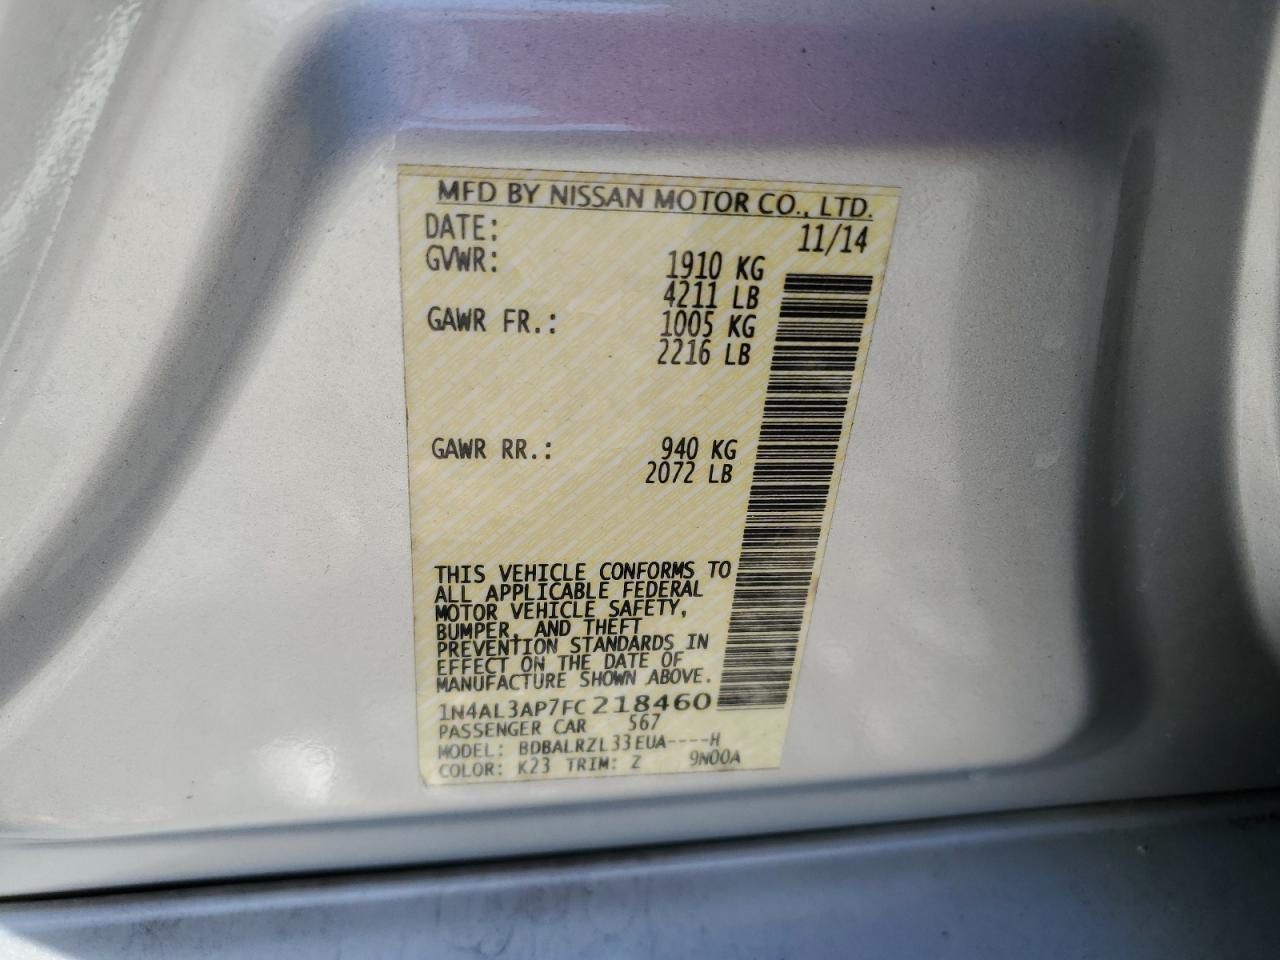 MFD BY NISSAN MOTOR CO., LTD.
DATE: 11/14
GVWR: 1910 KG
4211 LB
GAWR FR.: 1005 KG
2216 LB
GAWR RR.: 940 KG
2072 LB
THIS VEHICLE CONFORMS TO
ALL APPLICABLE FEDERAL
MOTOR VEHICLE SAFETY,
BUMPER, AND THEFT
PREVENTION STANDARDS IN
EFFECT ON THE DATE OF
MANUFACTURE SHOWN ABOVE.
1N4AL3AP7FC218460
PASSENGER CAR 567
MODEL: BDBALRZL33EUA----H
COLOR: K23 TRIM: Z 9N00A